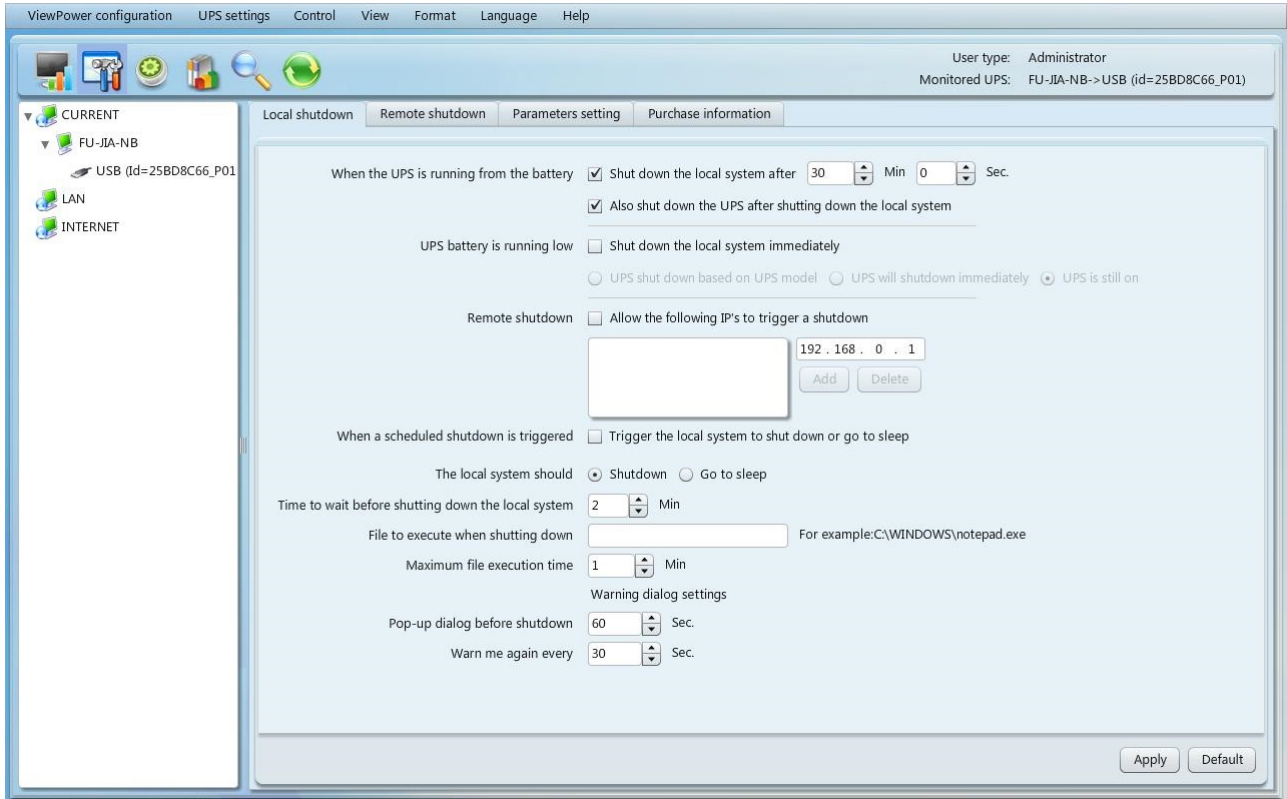 ViewPower configuration UPS settings Control View Format Language Help
User type: Administrator
Monitored UPS: FU-JIA-NB->USB (id=25BD8C66_P01)
CURRENT
FU-JIA-NB
USB (Id=25BD8C66_P01
LAN
INTERNET
Local shutdown Remote shutdown Parameters setting Purchase information
When the UPS is running from the battery Shut down the local system after 30 Min 0 Sec.
Also shut down the UPS after shutting down the local system
UPS battery is running low Shut down the local system immediately
UPS shut down based on UPS model UPS will shutdown immediately UPS is still on
Remote shutdown Allow the following IP's to trigger a shutdown
192 . 168 . 0 . 1
Add Delete
When a scheduled shutdown is triggered Trigger the local system to shut down or go to sleep
The local system should Shutdown Go to sleep
Time to wait before shutting down the local system 2 Min
File to execute when shutting down For example:C:\WINDOWS\notepad.exe
Maximum file execution time 1 Min
Warning dialog settings
Pop-up dialog before shutdown 60 Sec.
Warn me again every 30 Sec.
Apply Default